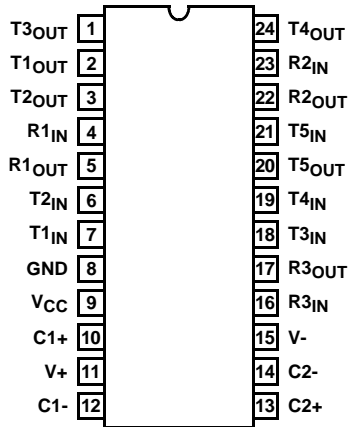 T3OUT 1 24 T4OUT
T1OUT 2 23 R2IN
T2OUT 3 22 R2OUT
R1IN 4 21 T5IN
R1OUT 5 20 T5OUT
T2IN 6 19 T4IN
T1IN 7 18 T3IN
GND 8 17 R3OUT
VCC 9 16 R3IN
C1+ 10 15 V-
V+ 11 14 C2-
C1- 12 13 C2+